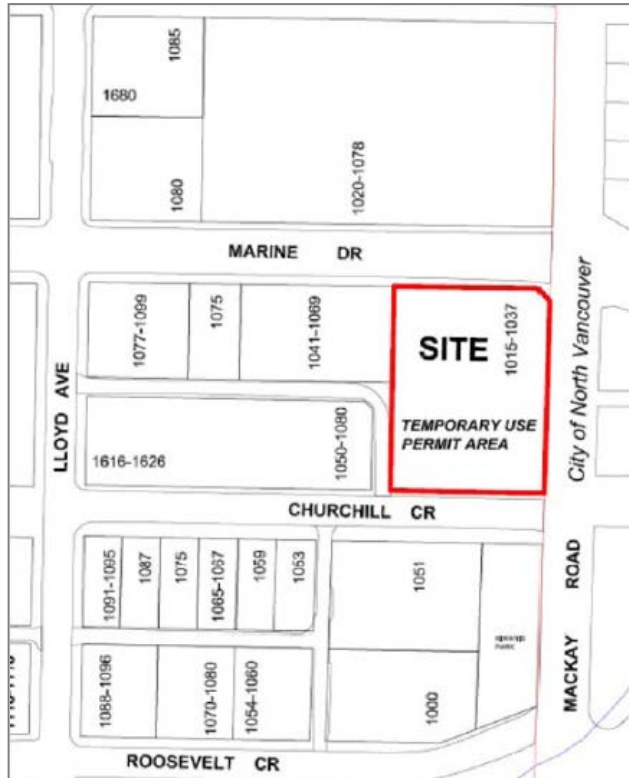 1085
1680
1080
1020-1078
MARINE DR
1077-1099
1075
1041-1069
SITE
1015-1037
City of North Vancouver
LLOYD AVE
TEMPORARY USE
PERMIT AREA
1616-1626
1050-1080
CHURCHILL CR
1091-1095
1087
1075
1065-1067
1059
1053
1051
MACKAY ROAD
PARK
1088-1096
1070-1080
1054-1060
1000
ROOSEVELT CR